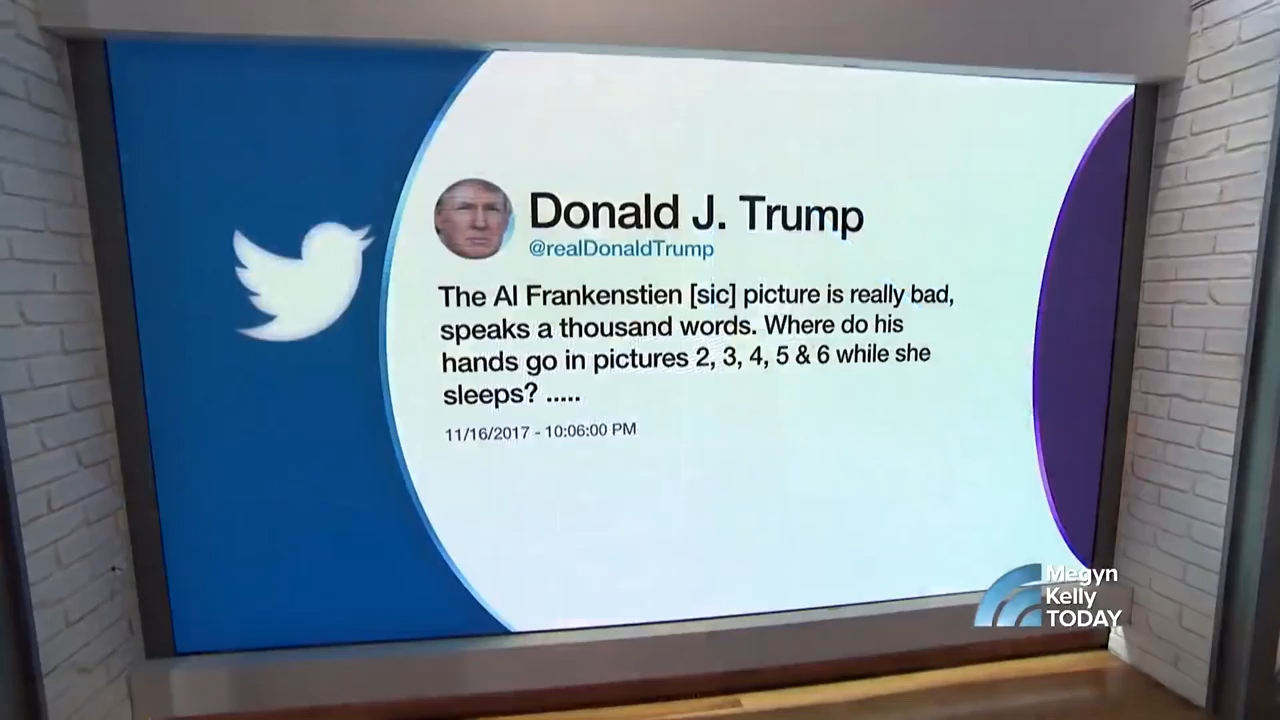 Donald J. Trump
@realDonaldTrump
The Al Frankenstien [sic] picture is really bad,
speaks a thousand words. Where do his
hands go in pictures 2, 3, 4, 5 & 6 while she
sleeps? .....
11/16/2017 - 10:06:00 PM
Megyn
Kelly
TODAY